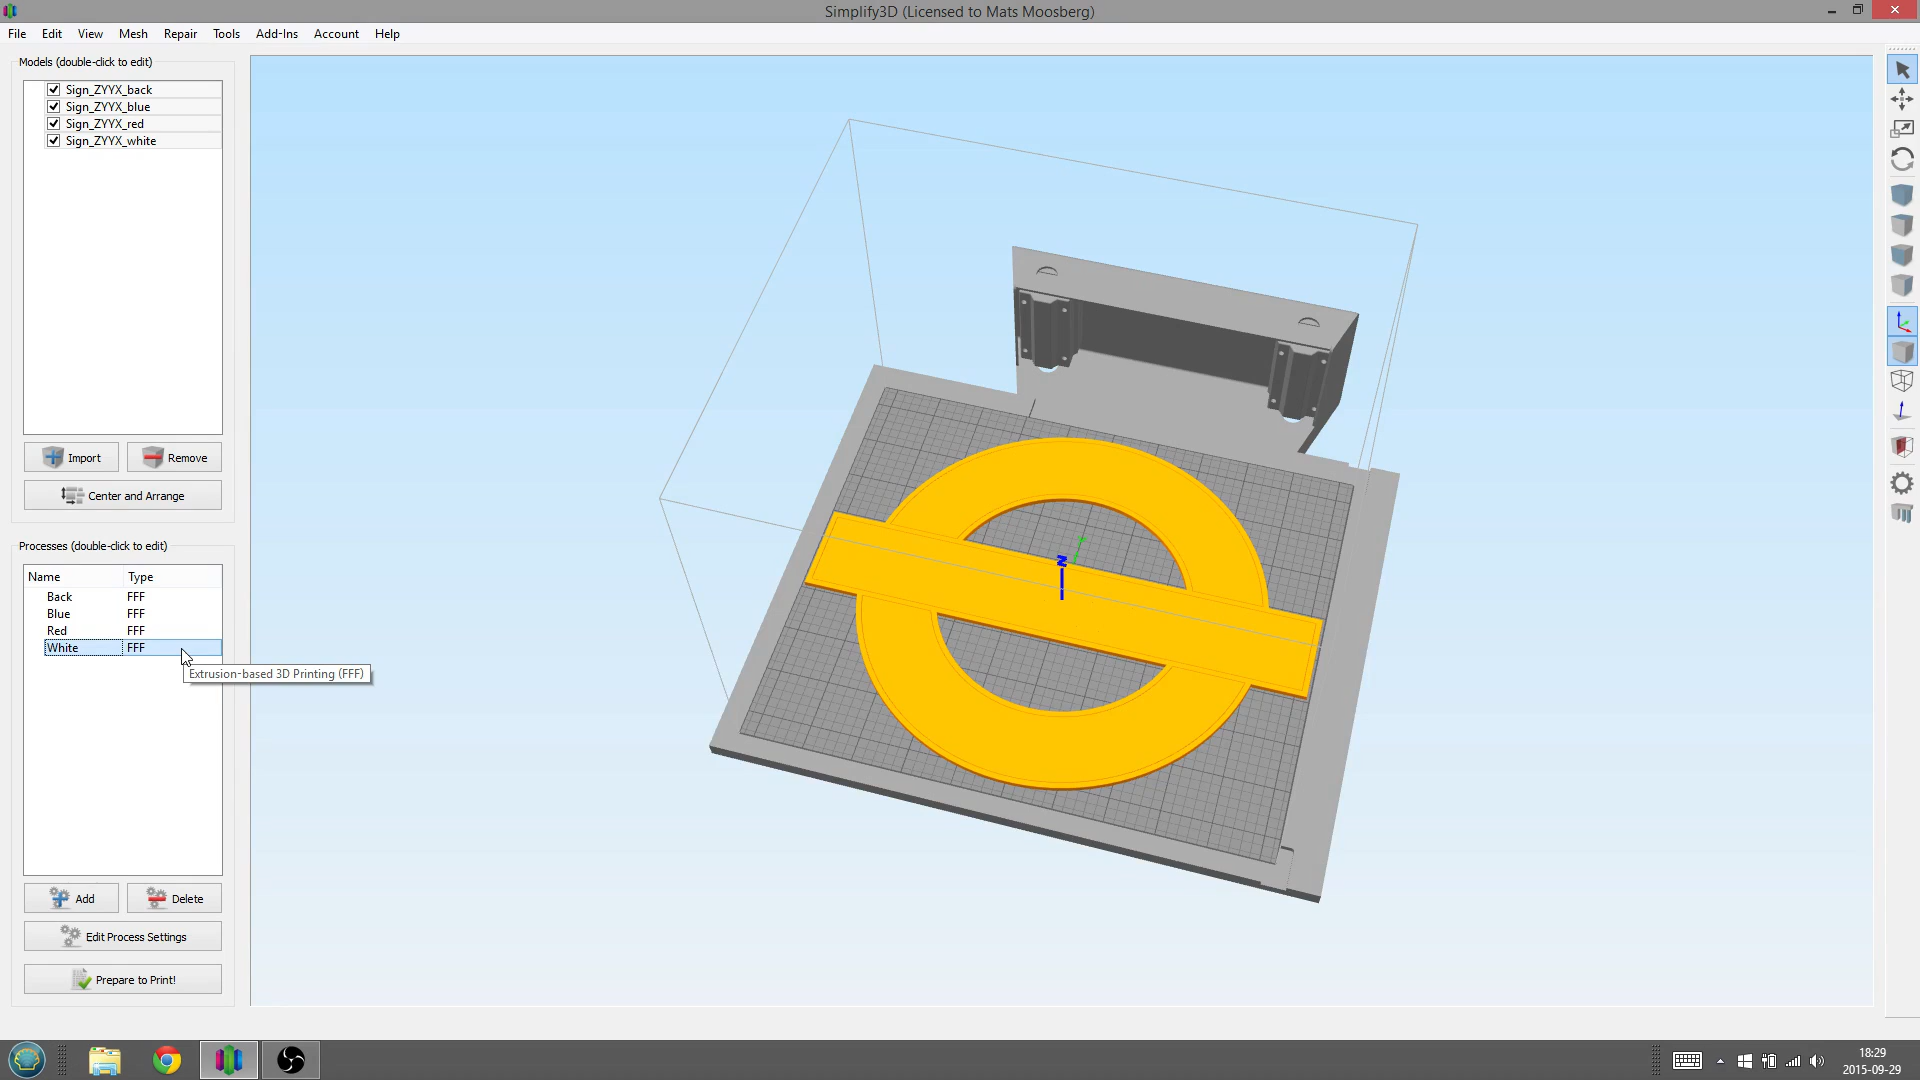 Simplify3D (Licensed to Mats Moosberg)
File Edit View Mesh Repair Tools Add-Ins Account Help
Models (double-click to edit)
Sign_ZYYX_back
Sign_ZYYX_blue
Sign_ZYYX_red
Sign_ZYYX_white
Import Remove
Center and Arrange
Processes (double-click to edit)
Name Type
Back FFF
Blue FFF
Red FFF
White FFF
Extrusion-based 3D Printing (FFF)
Add Delete
Edit Process Settings
Prepare to Print!
Z
18:29
2015-09-29